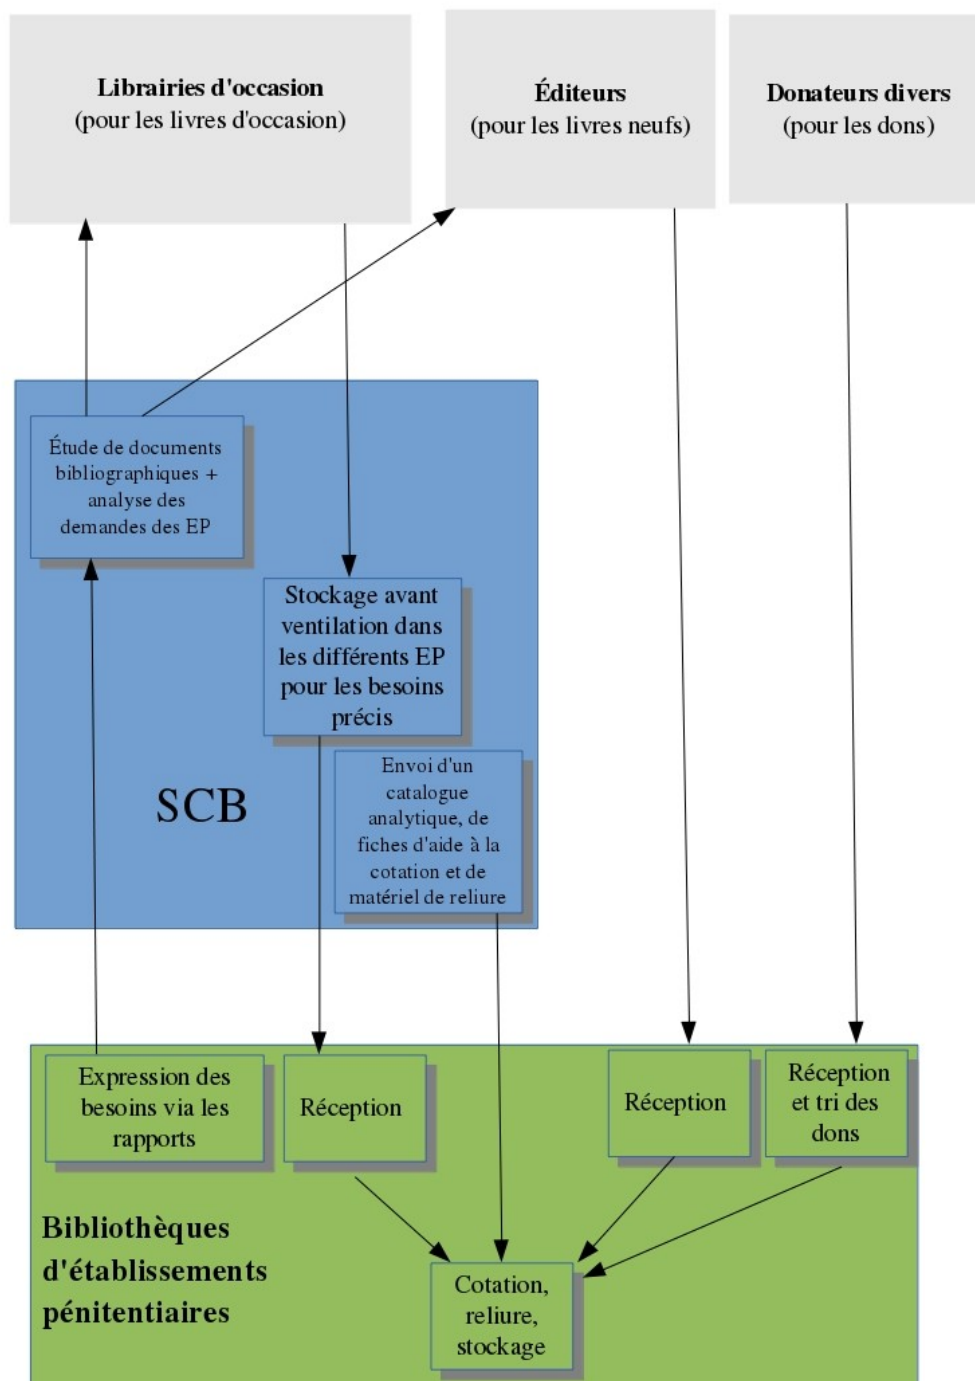 Librairies d'occasion
(pour les livres d'occasion)
Éditeurs
(pour les livres neufs)
Donateurs divers
(pour les dons)
Étude de documents
bibliographiques +
analyse des
demandes des EP
Stockage avant
ventilation dans
les différents EP
pour les besoins
précis
SCB
Envoi d'un
catalogue
analytique, de
fiches d'aide à la
cotation et de
matériel de reliure
Expression des
besoins via les
rapports
Réception
Réception
Réception
et tri des
dons
Bibliothèques
d'établissements
pénitentiaires
Cotation,
reliure,
stockage